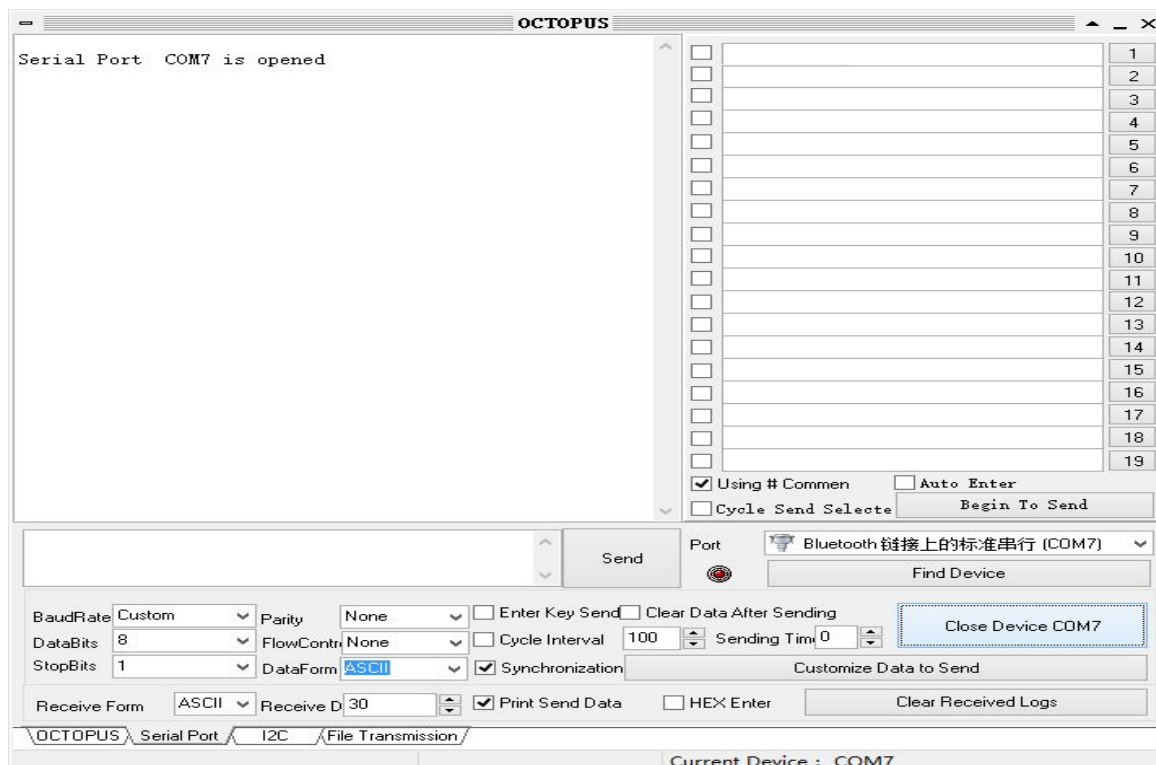 OCTOPUS
Serial Port COM7 is opened
1
2
3
4
5
6
7
8
9
10
11
12
13
14
15
16
17
18
19
Using # Commen Auto Enter
Cycle Send Selecte Begin To Send
Send Port Bluetooth 链接上的标准串行 (COM7)
Find Device
BaudRate Custom Parity None Enter Key Send Clear Data After Sending
Close Device COM7
DataBits 8 FlowContr None Cycle Interval 100 Sending Tim 0
StopBits 1 DataForm ASCII Synchronization Customize Data to Send
Receive Form ASCII Receive D 30 Print Send Data HEX Enter Clear Received Logs
OCTOPUS Serial Port I2C File Transmission
Current Device : COM7